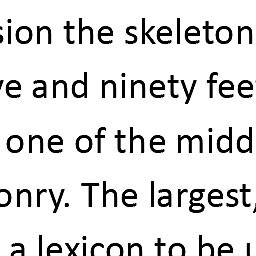 sion the skeleton
ve and ninety fee
one of the midd
onry. The largest,
a lexicon to be u